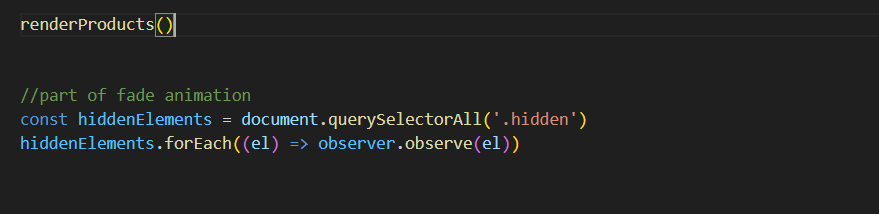 renderProducts()
//part of fade animation
const hiddenElements = document.querySelectorAll('.hidden')
hiddenElements.forEach((el) => observer.observe(el))